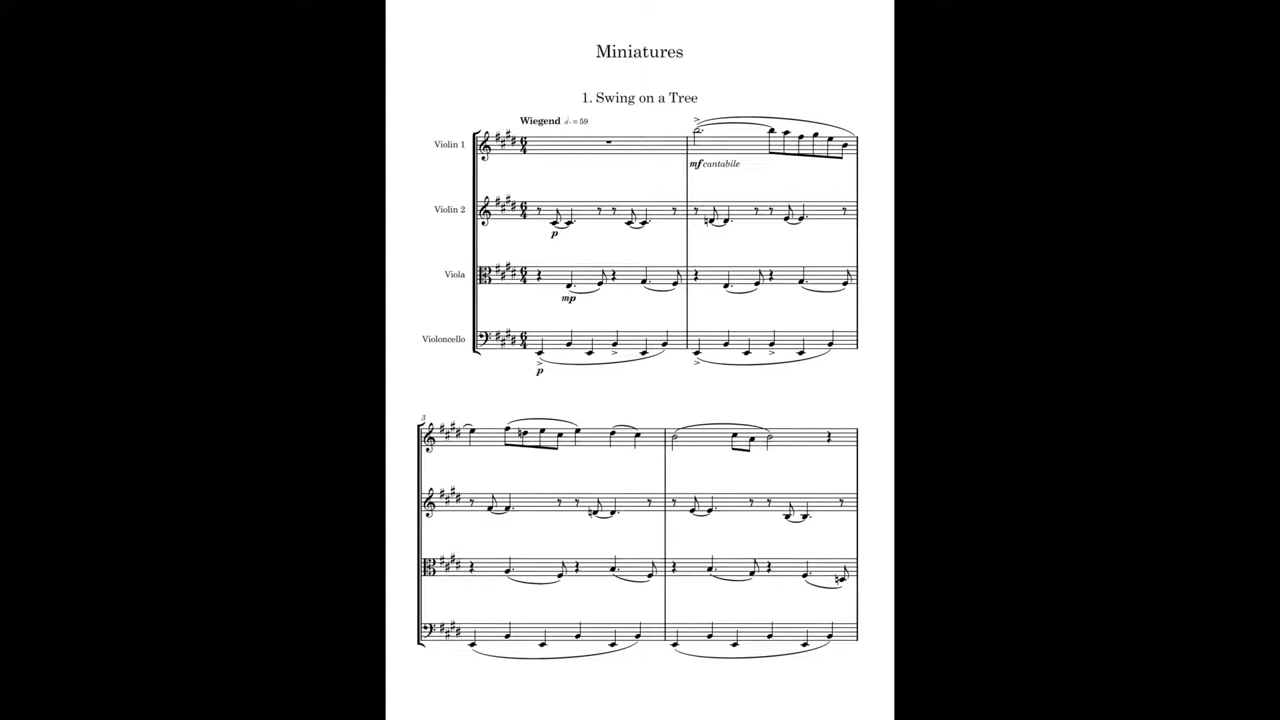 Miniatures
1. Swing on a Tree
Wiegend 𝅗𝅥. = 59
Violin 1
mf cantabile
Violin 2
p
Viola
mp
Violoncello
p
3